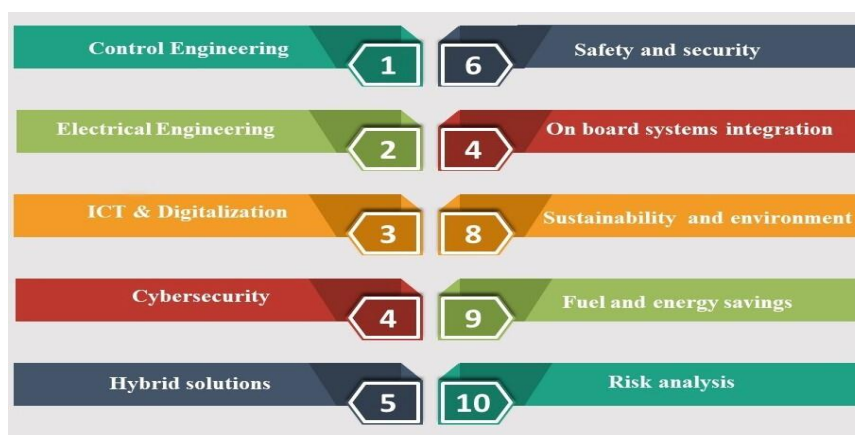 Control Engineering 1
Electrical Engineering 2
ICT & Digitalization 3
Cybersecurity 4
Hybrid solutions 5
6 Safety and security
4 On board systems integration
8 Sustainability and environment
9 Fuel and energy savings
10 Risk analysis